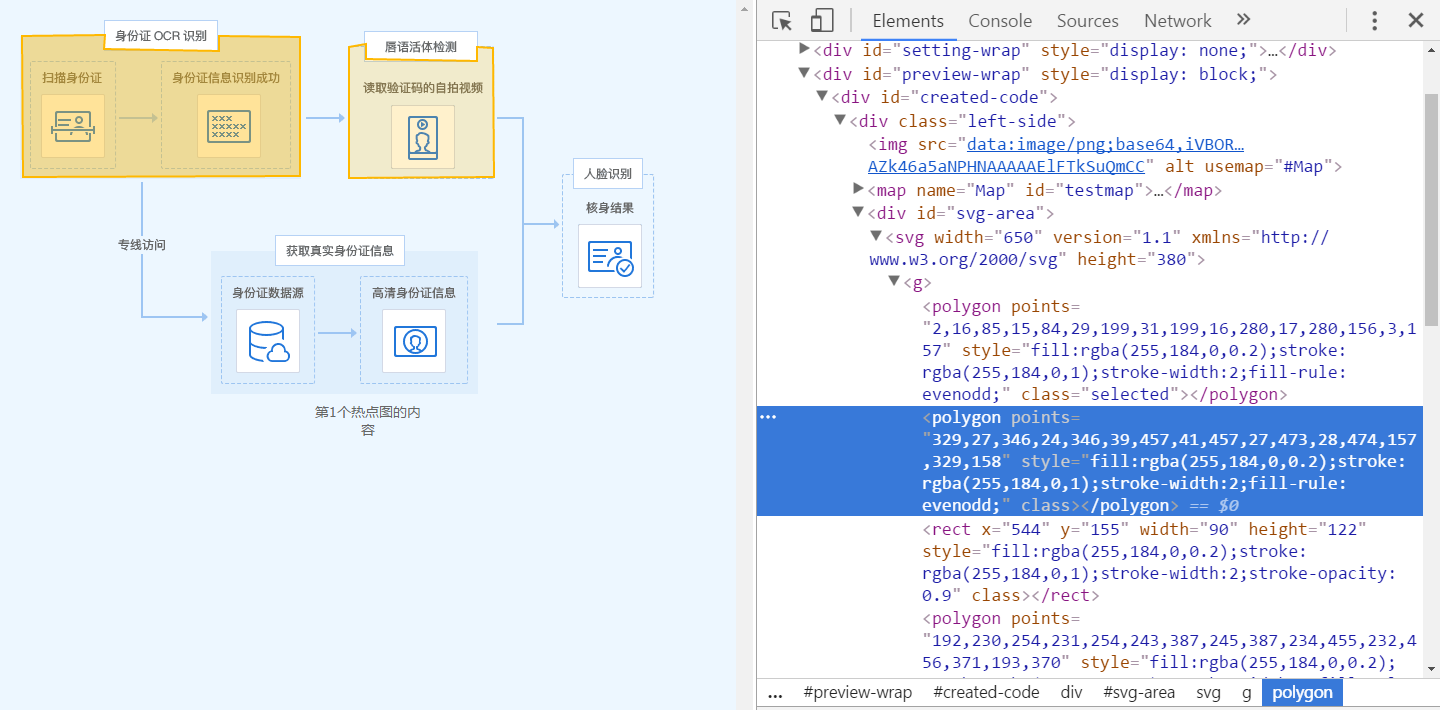 身份证 OCR 识别
扫描身份证
身份证信息识别成功
唇语活体检测
读取验证码的自拍视频
人脸识别
核身结果
专线访问
获取真实身份证信息
身份证数据源
高清身份证信息
第1个热点图的内
容
Elements Console Sources Network »
<div id="setting-wrap" style="display: none;">…</div>
<div id="preview-wrap" style="display: block;">
<div id="created-code">
<div class="left-side">
<img src="data:image/png;base64,iVBOR…
AZk46a5aNPHNAAAAAElFTkSuQmCC" alt usemap="#Map">
<map name="Map" id="testmap">…</map>
<div id="svg-area">
<svg width="650" version="1.1" xmlns="http://
www.w3.org/2000/svg" height="380">
<g>
<polygon points=
"2,16,85,15,84,29,199,31,199,16,280,17,280,156,3,1
57" style="fill:rgba(255,184,0,0.2);stroke:
rgba(255,184,0,1);stroke-width:2;fill-rule:
evenodd;" class="selected"></polygon>
<polygon points=
"329,27,346,24,346,39,457,41,457,27,473,28,474,157
,329,158" style="fill:rgba(255,184,0,0.2);stroke:
rgba(255,184,0,1);stroke-width:2;fill-rule:
evenodd;" class></polygon> == $0
<rect x="544" y="155" width="90" height="122"
style="fill:rgba(255,184,0,0.2);stroke:
rgba(255,184,0,1);stroke-width:2;stroke-opacity:
0.9" class></rect>
<polygon points=
"192,230,254,231,254,243,387,245,387,234,455,232,4
56,371,193,370" style="fill:rgba(255,184,0,0.2);
... #preview-wrap #created-code div #svg-area svg g polygon